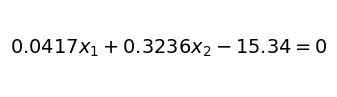 0.0417x₁ + 0.3236x₂ − 15.34 = 0